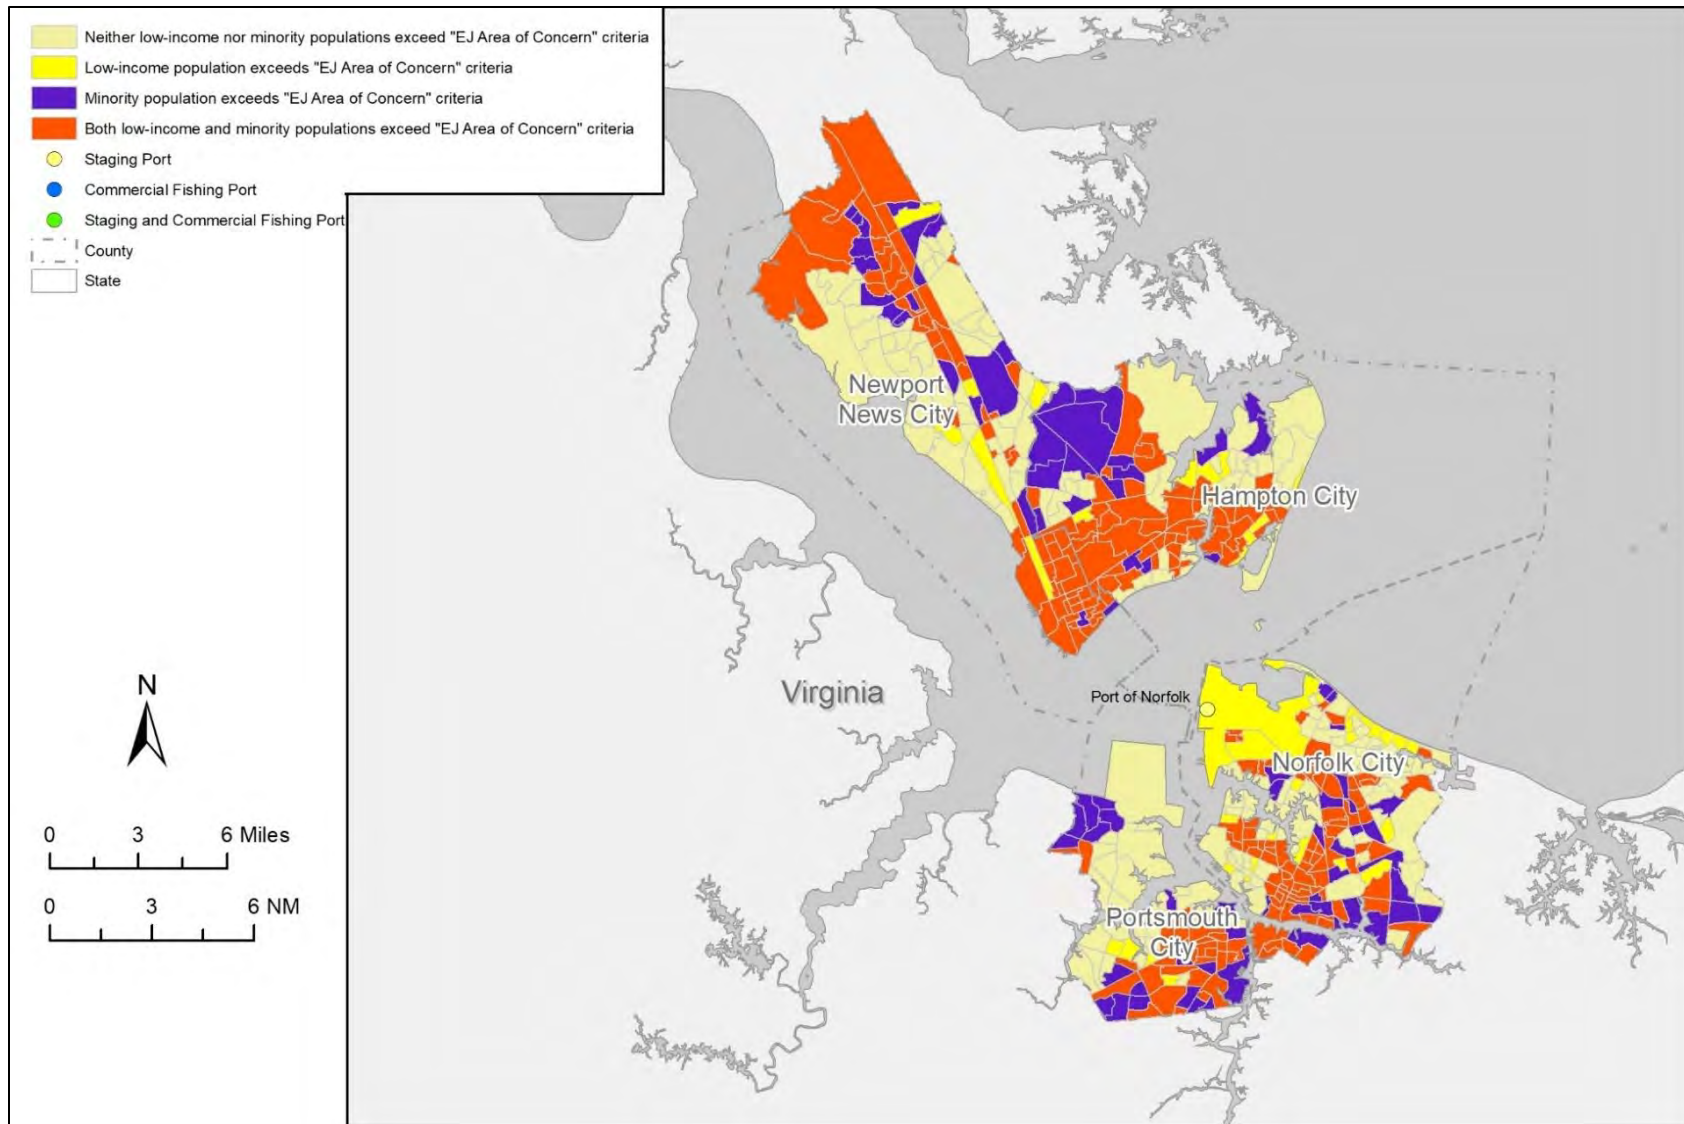 Neither low-income nor minority populations exceed "EJ Area of Concern" criteria
Low-income population exceeds "EJ Area of Concern" criteria
Minority population exceeds "EJ Area of Concern" criteria
Both low-income and minority populations exceed "EJ Area of Concern" criteria
Staging Port
Commercial Fishing Port
Staging and Commercial Fishing Port
County
State
Newport
News City
Hampton City
Virginia
Port of Norfolk
Norfolk City
Portsmouth
City
N
0 3 6 Miles
0 3 6 NM